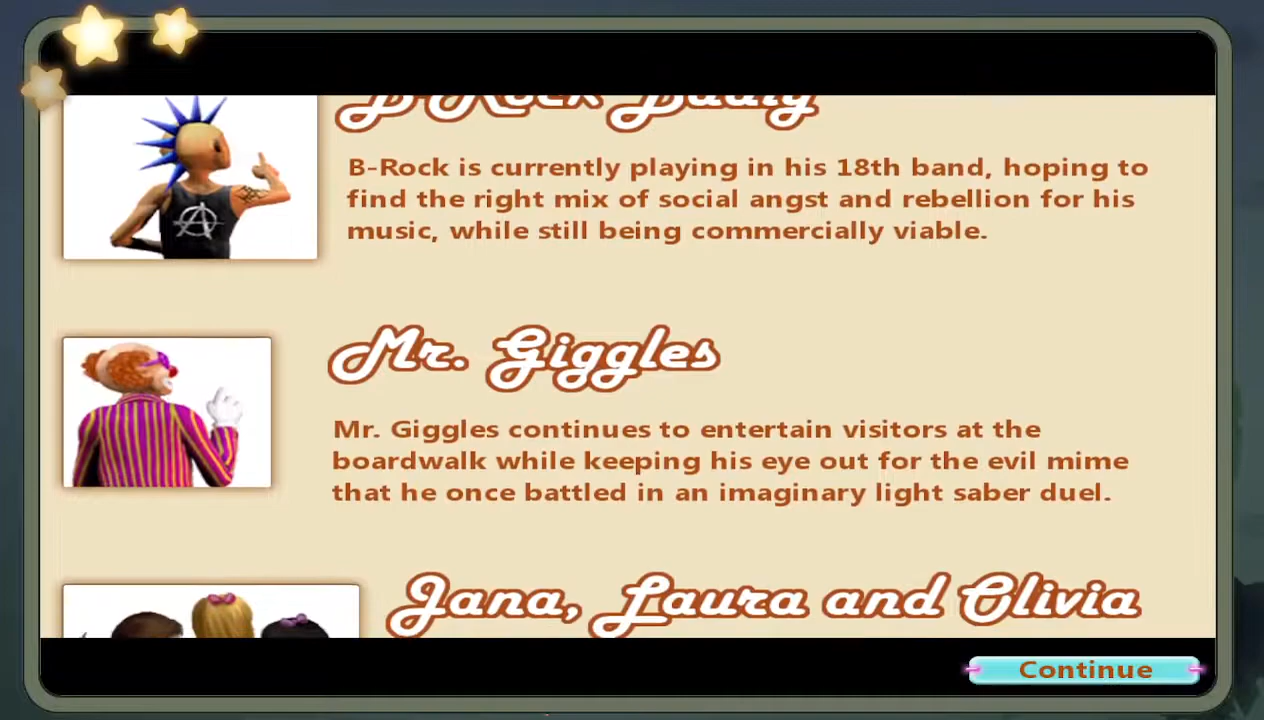 B-Rock
B-Rock is currently playing in his 18th band, hoping to
find the right mix of social angst and rebellion for his
music, while still being commercially viable.
Mr. Giggles
Mr. Giggles continues to entertain visitors at the
boardwalk while keeping his eye out for the evil mime
that he once battled in an imaginary light saber duel.
Jana, Laura and Olivia
Continue